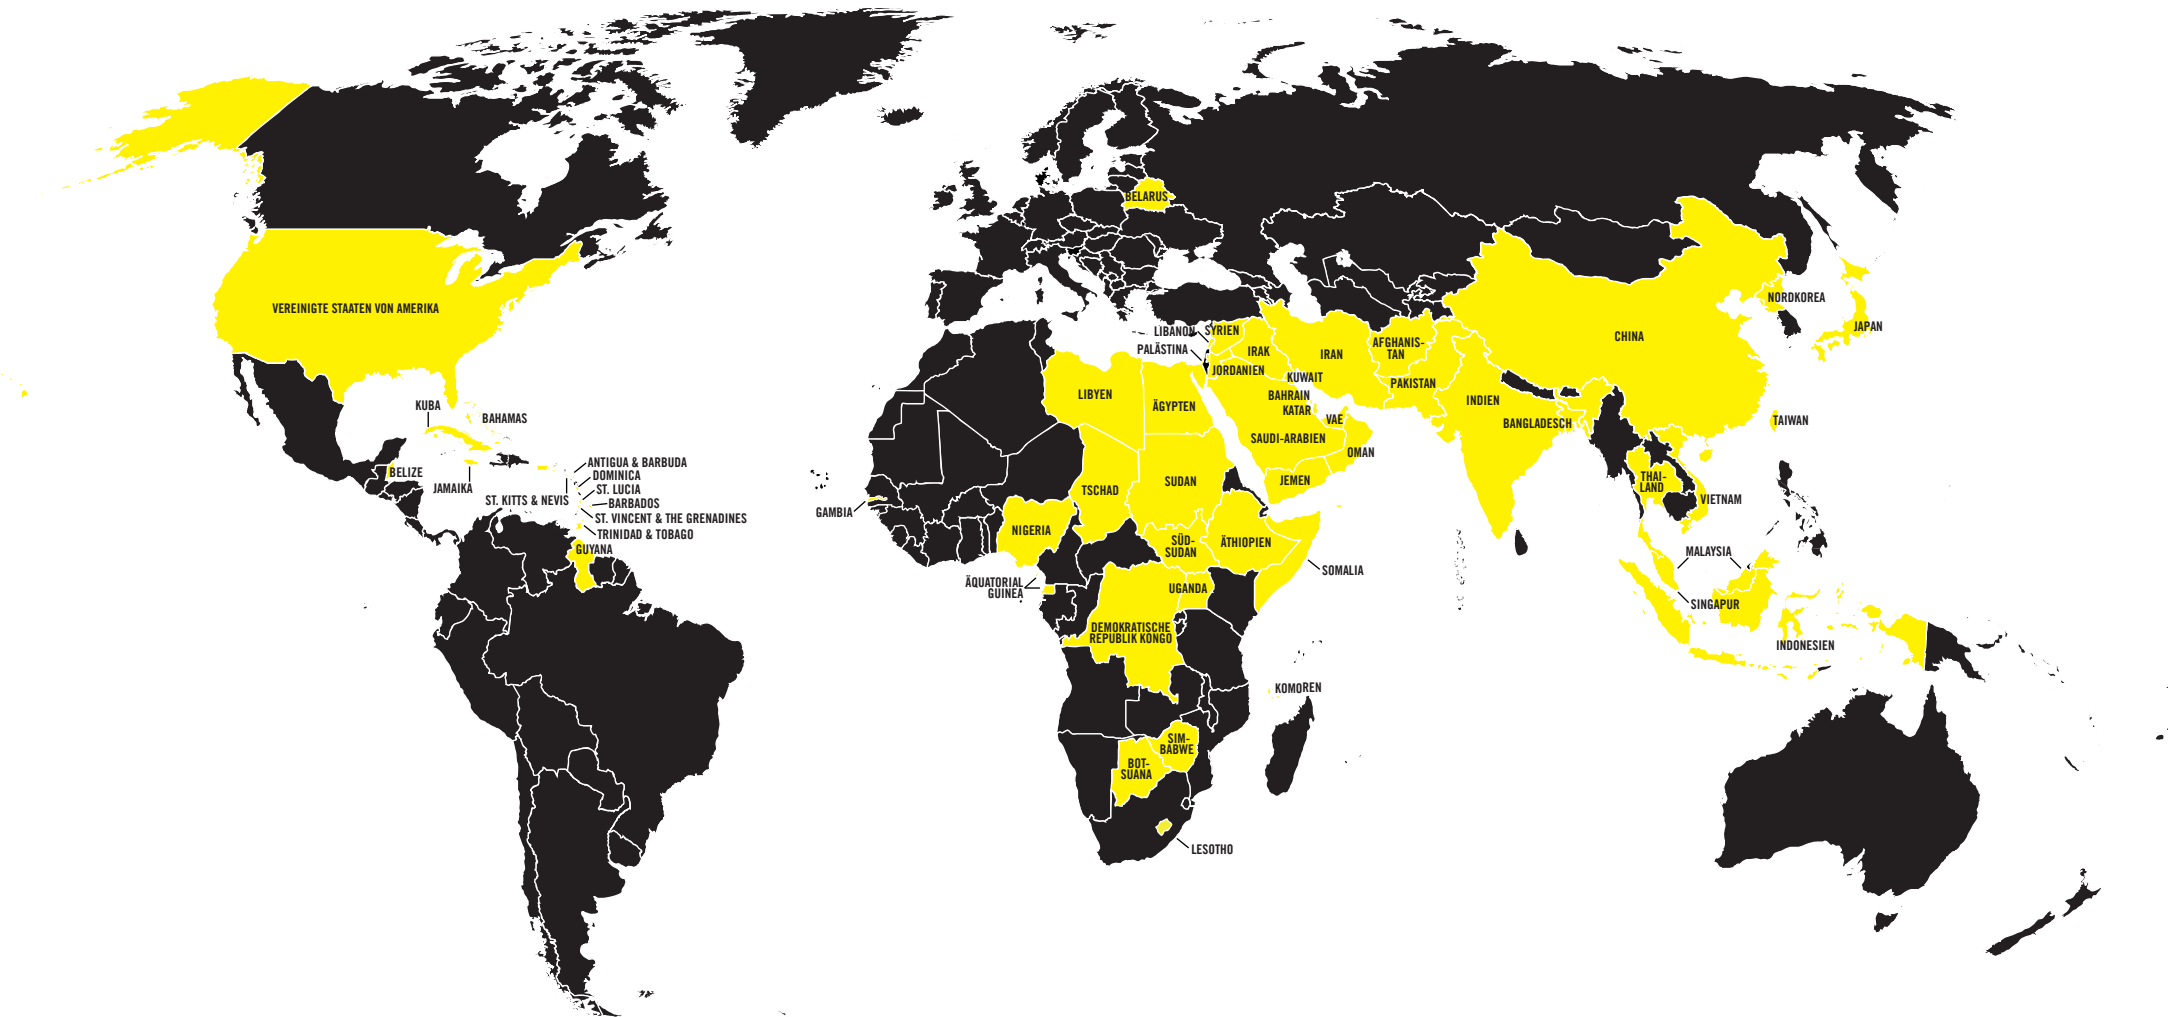 BELARUS
VEREINIGTE STAATEN VON AMERIKA
NORDKOREA
JAPAN
CHINA
LIBANON
SYRIEN
PALÄSTINA
IRAK
IRAN
AFGHANIS-
TAN
JORDANIEN
KUWAIT
PAKISTAN
LIBYEN
ÄGYPTEN
BAHRAIN
KATAR
VAE
INDIEN
BANGLADESCH
TAIWAN
SAUDI-ARABIEN
OMAN
JEMEN
KUBA
BAHAMAS
BELIZE
JAMAIKA
ANTIGUA & BARBUDA
DOMINICA
ST. LUCIA
ST. KITTS & NEVIS
BARBADOS
ST. VINCENT & THE GRENADINES
TRINIDAD & TOBAGO
GUYANA
GAMBIA
TSCHAD
SUDAN
NIGERIA
SÜD-
SUDAN
ÄTHIOPIEN
SOMALIA
THAI-
LAND
VIETNAM
MALAYSIA
SINGAPUR
INDONESIEN
ÄQUATORIAL
GUINEA
UGANDA
DEMOKRATISCHE
REPUBLIK KONGO
KOMOREN
SIM-
BABWE
BOT-
SUANA
LESOTHO